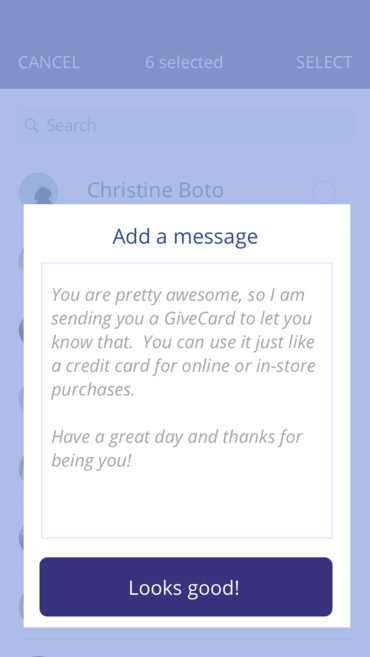 CANCEL 6 selected SELECT
Search
Christine Boto
Add a message
You are pretty awesome, so I am
sending you a GiveCard to let you
know that.  You can use it just like
a credit card for online or in-store
purchases.
Have a great day and thanks for
being you!
Looks good!